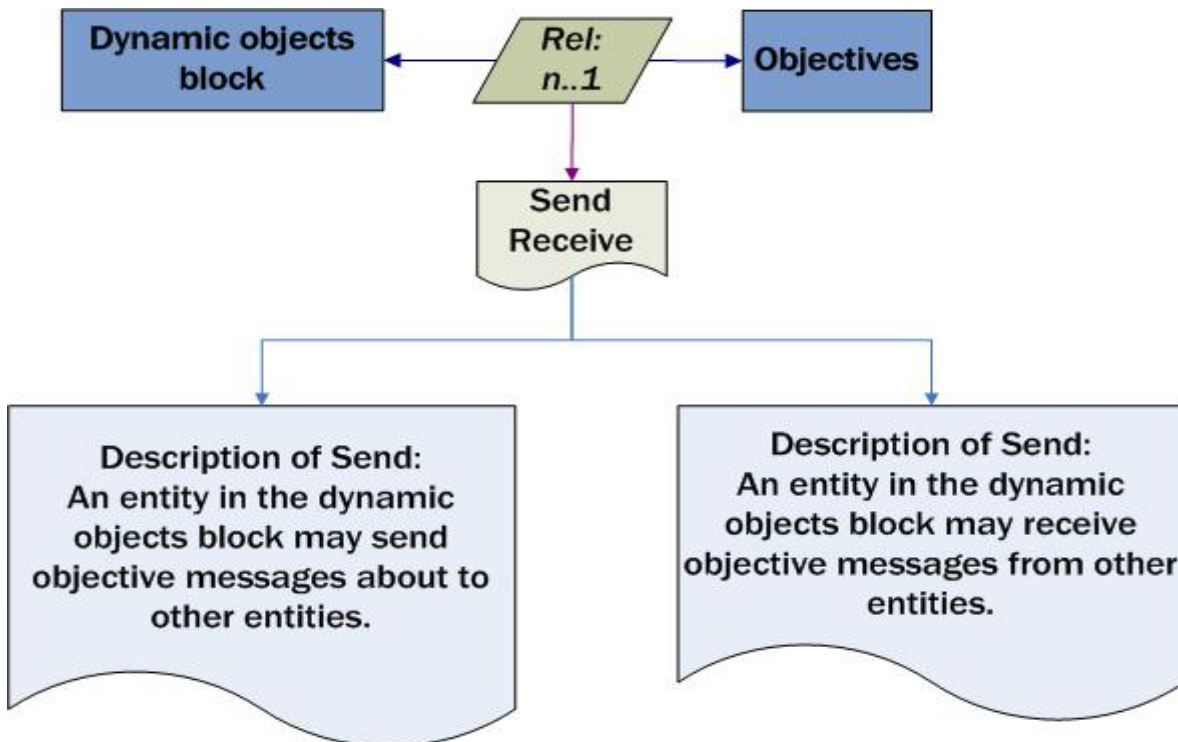 Dynamic objects
block
Rel:
n..1
Objectives
Send
Receive
Description of Send:
An entity in the dynamic
objects block may send
objective messages about to
other entities.
Description of Send:
An entity in the dynamic
objects block may receive
objective messages from other
entities.